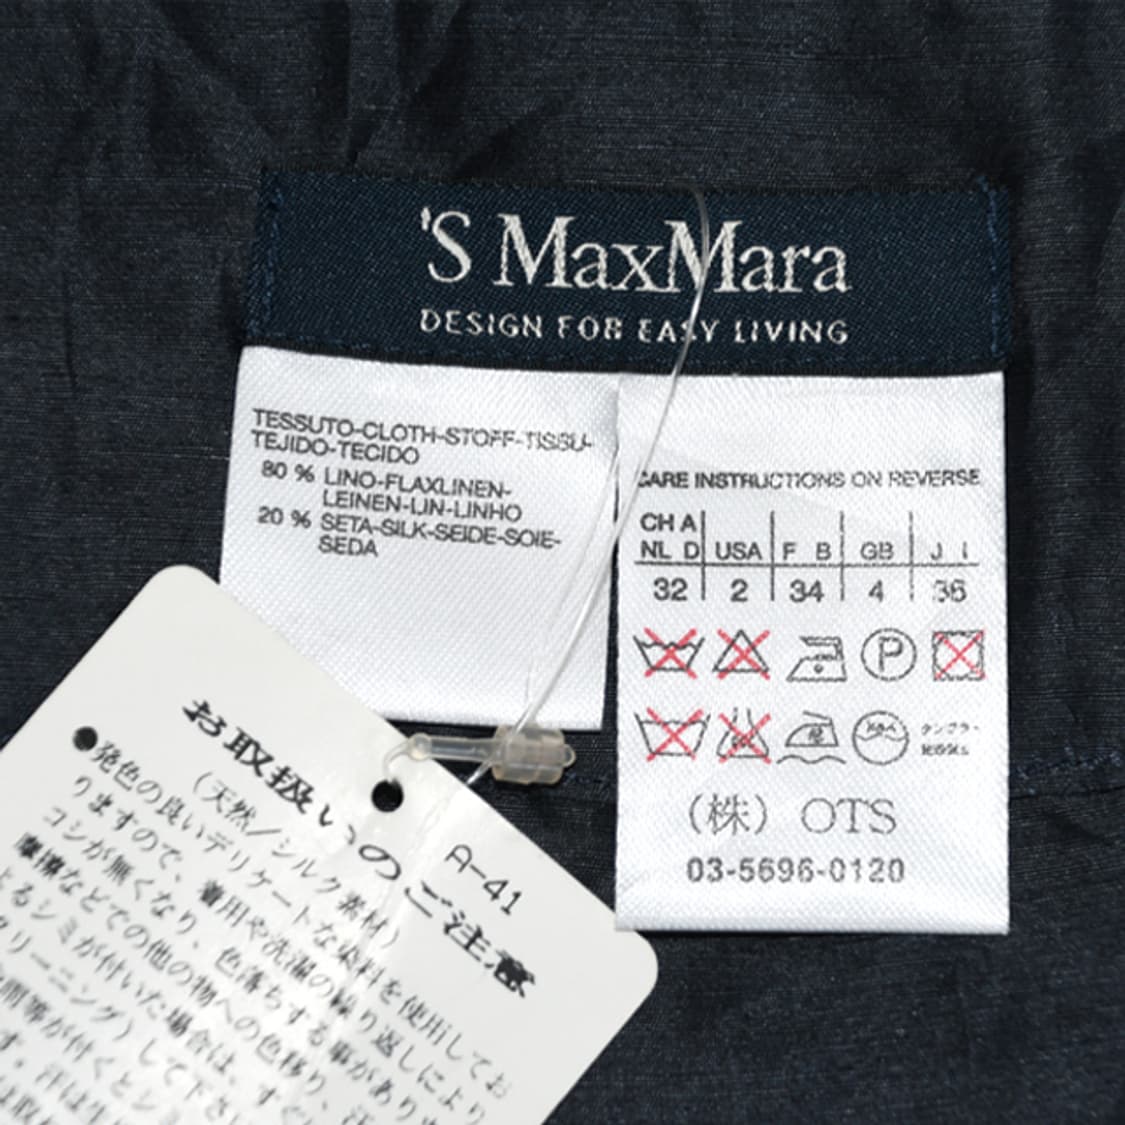 'S MaxMara
DESIGN FOR EASY LIVING
TESSUTO-CLOTH-STOFF-TISSU-
TEJIDO-TECIDO
80 % LINO-FLAXLINEN-
LEINEN-LIN-LINHO
20 % SETA-SILK-SEIDE-SOIE-
SEDA
CARE INSTRUCTIONS ON REVERSE
CH A
NL D USA F B GB J I
32 2 34 4 36
P
(株) OTS
03-5696-0120
A-41
お取扱いのご注意
(天然/シルク素材)
●発色の良いデリケートな染料を使用してお
りますので、着用や洗濯の繰り返しにより
コシが無くなり、色落ちする事があり
摩擦などでの他の物への色移り、汗
よるシミが付いた場合は、すぐ
クリーニング)して下さい